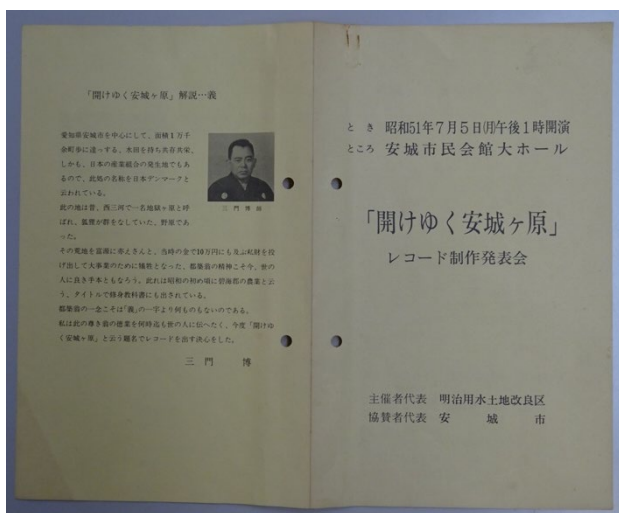 「開けゆく安城ヶ原」解説…義
愛知県安城市を中心にして、面積1万千
余町歩に達っする、水田を持ち共存共栄、
しかも、日本の産業組合の発生地でもあ
るので、此処の名称を日本デンマークと
云われている。
此の地は昔、西三河で一名地獄ヶ里と呼
ばれ、狐狸が群をなしていた、野原であ
った。
その荒地を器湖に亦えさんと、当時の金で10万円にも及ぶ私財を投
げ出して大事業のために犠牲となった、都築翁の精神こそ今、世の
人に良き手本ともなろう。此れは昭和の初め頃に碧海郡の農業と云
う、タイトルで修身教科書にも出されている。
都築翁の一念こそは「義」の一字より何ものもないのである。
私は此の尊き翁の徳業を何時迄も世の人に伝へたく、今度「開けゆ
く安城ヶ原」と云う題名でレコードを出す決心をした。
三門博
三門博師
とき 昭和51年7月5日(月)午後1時開演
ところ 安城市民会館大ホール
「開けゆく安城ヶ原」
レコード制作発表会
主催者代表 明治用水土地改良区
協賛者代表 安城市